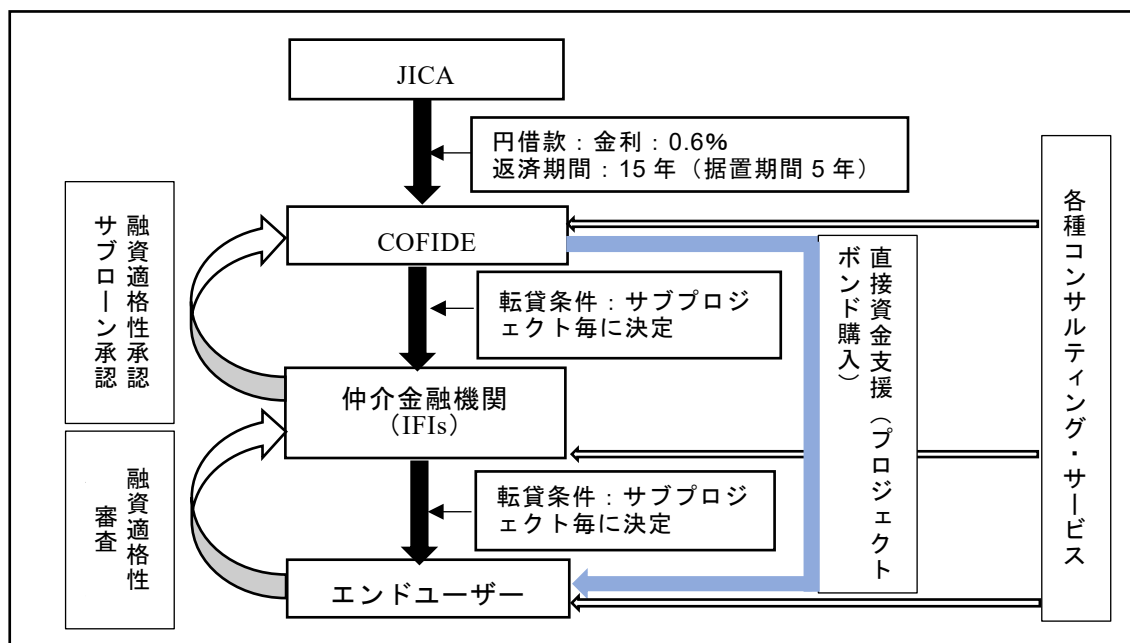 JICA
円借款：金利：0.6%
返済期間：15 年（据置期間 5 年）
融資適格性承認
サブローン承認
COFIDE
転貸条件：サブプロジ
ェクト毎に決定
直接資金支援（プロジェクト
ボンド購入）
各種コンサルティング・サービス
仲介金融機関
（IFIs）
融資適格性
審査
転貸条件：サブプロジ
ェクト毎に決定
エンドユーザー